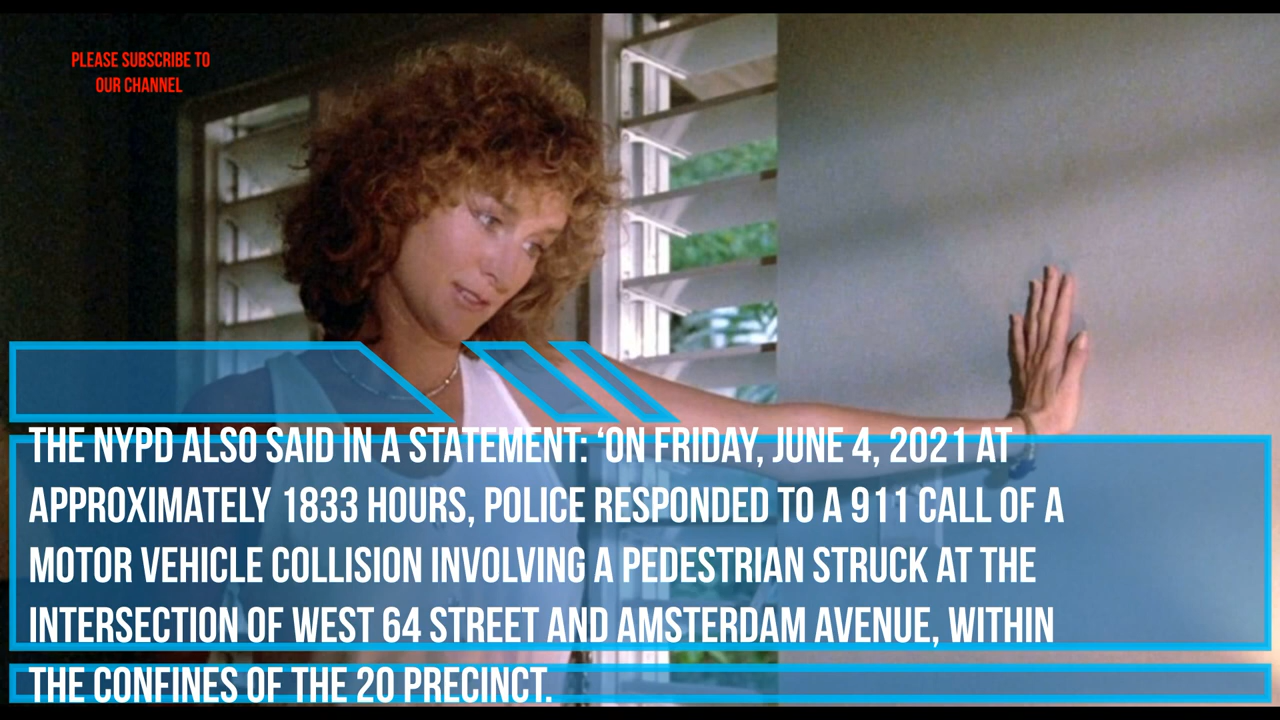 PLEASE SUBSCRIBE TO
OUR CHANNEL
THE NYPD ALSO SAID IN A STATEMENT: ‘ON FRIDAY, JUNE 4, 2021 AT
APPROXIMATELY 1833 HOURS, POLICE RESPONDED TO A 911 CALL OF A
MOTOR VEHICLE COLLISION INVOLVING A PEDESTRIAN STRUCK AT THE
INTERSECTION OF WEST 64 STREET AND AMSTERDAM AVENUE, WITHIN
THE CONFINES OF THE 20 PRECINCT.